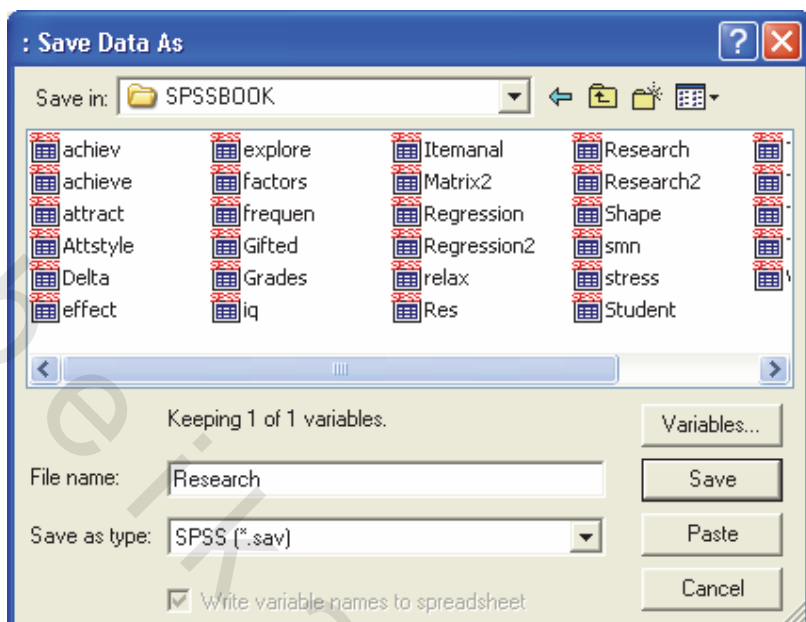 : Save Data As
Save in: SPSSBOOK
achiev
achieve
attract
Attstyle
Delta
effect
explore
factors
frequen
Gifted
Grades
iq
Itemanal
Matrix2
Regression
Regression2
relax
Res
Research
Research2
Shape
smn
stress
Student
Keeping 1 of 1 variables.
Variables...
File name: Research
Save
Save as type: SPSS (*.sav)
Paste
Write variable names to spreadsheet
Cancel